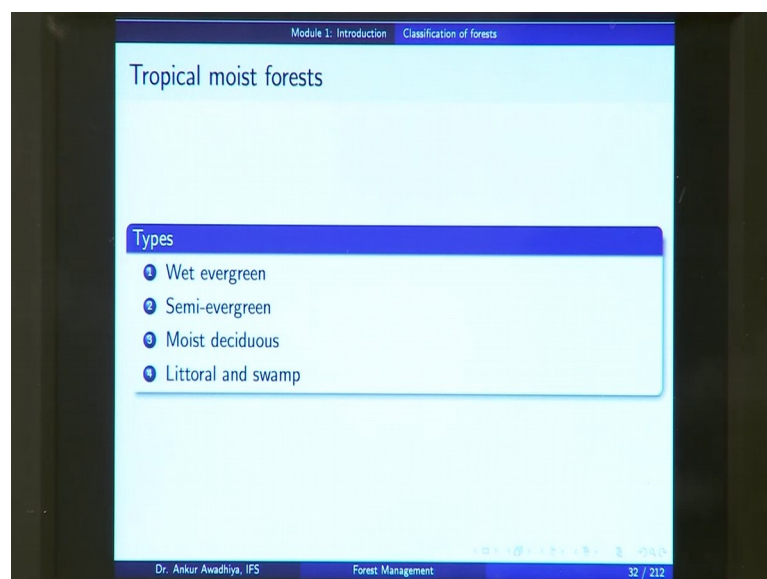 Module 1: Introduction Classification of forests
Tropical moist forests
Types
1 Wet evergreen
2 Semi-evergreen
3 Moist deciduous
4 Littoral and swamp
Dr. Ankur Awadhiya, IFS Forest Management 32 / 212